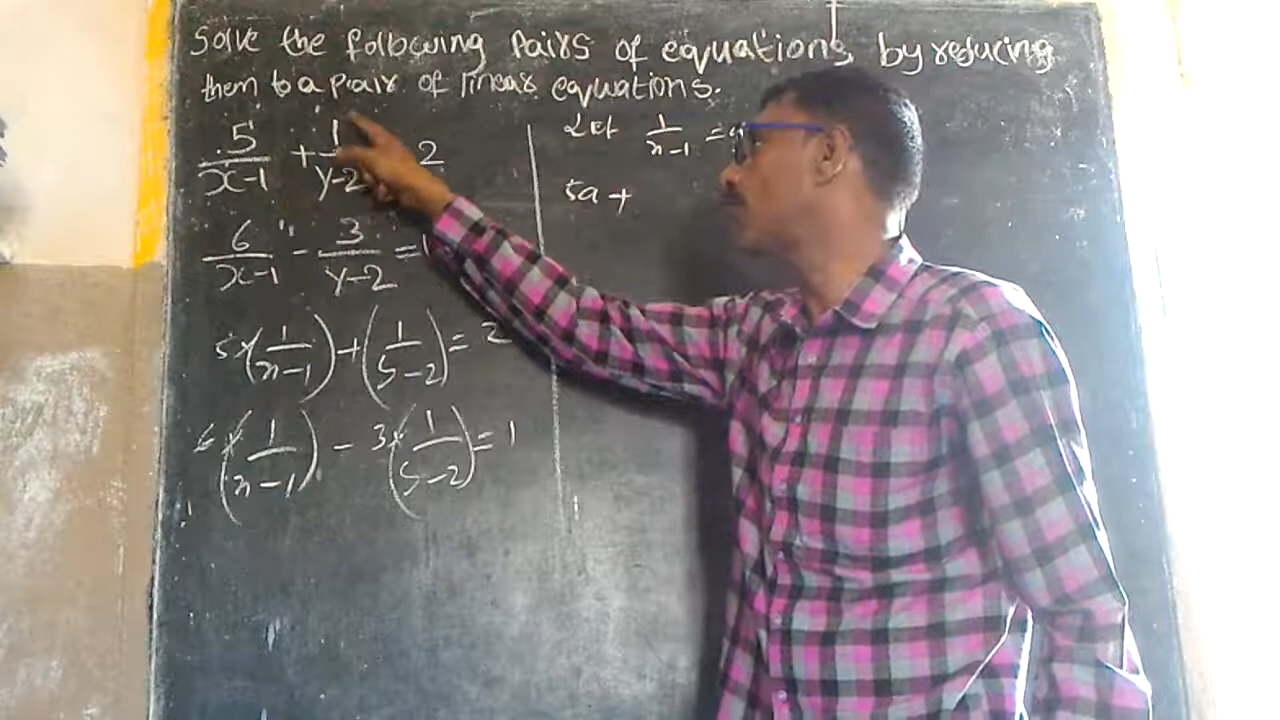 Solve the following Pairs of equations, by reducing
them to a Pair of linear equations.
5/x-1 + 1/y-2 2
6/x-1 - 3/y-2 = 1
5×(1/x-1) + (1/5-2) = 2
6×(1/x-1) - 3×(1/5-2) = 1
Let 1/x-1 = a
5a +